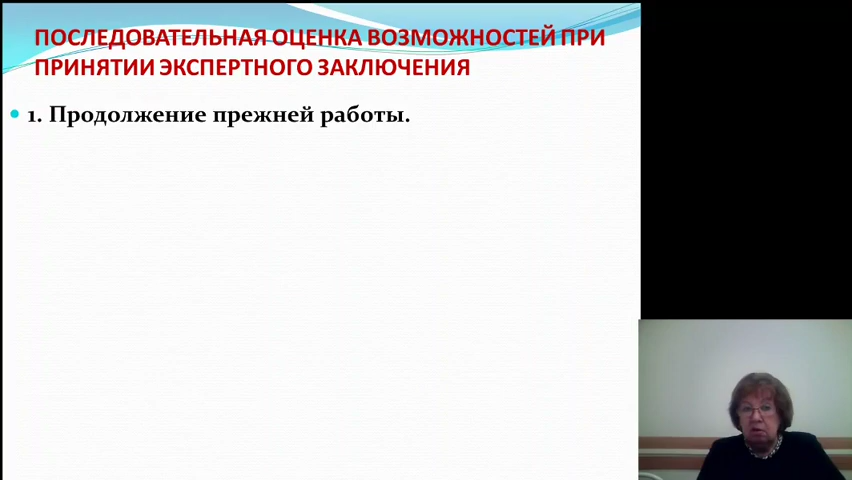 ПОСЛЕДОВАТЕЛЬНАЯ ОЦЕНКА ВОЗМОЖНОСТЕЙ ПРИ
ПРИНЯТИИ ЭКСПЕРТНОГО ЗАКЛЮЧЕНИЯ
1. Продолжение прежней работы.